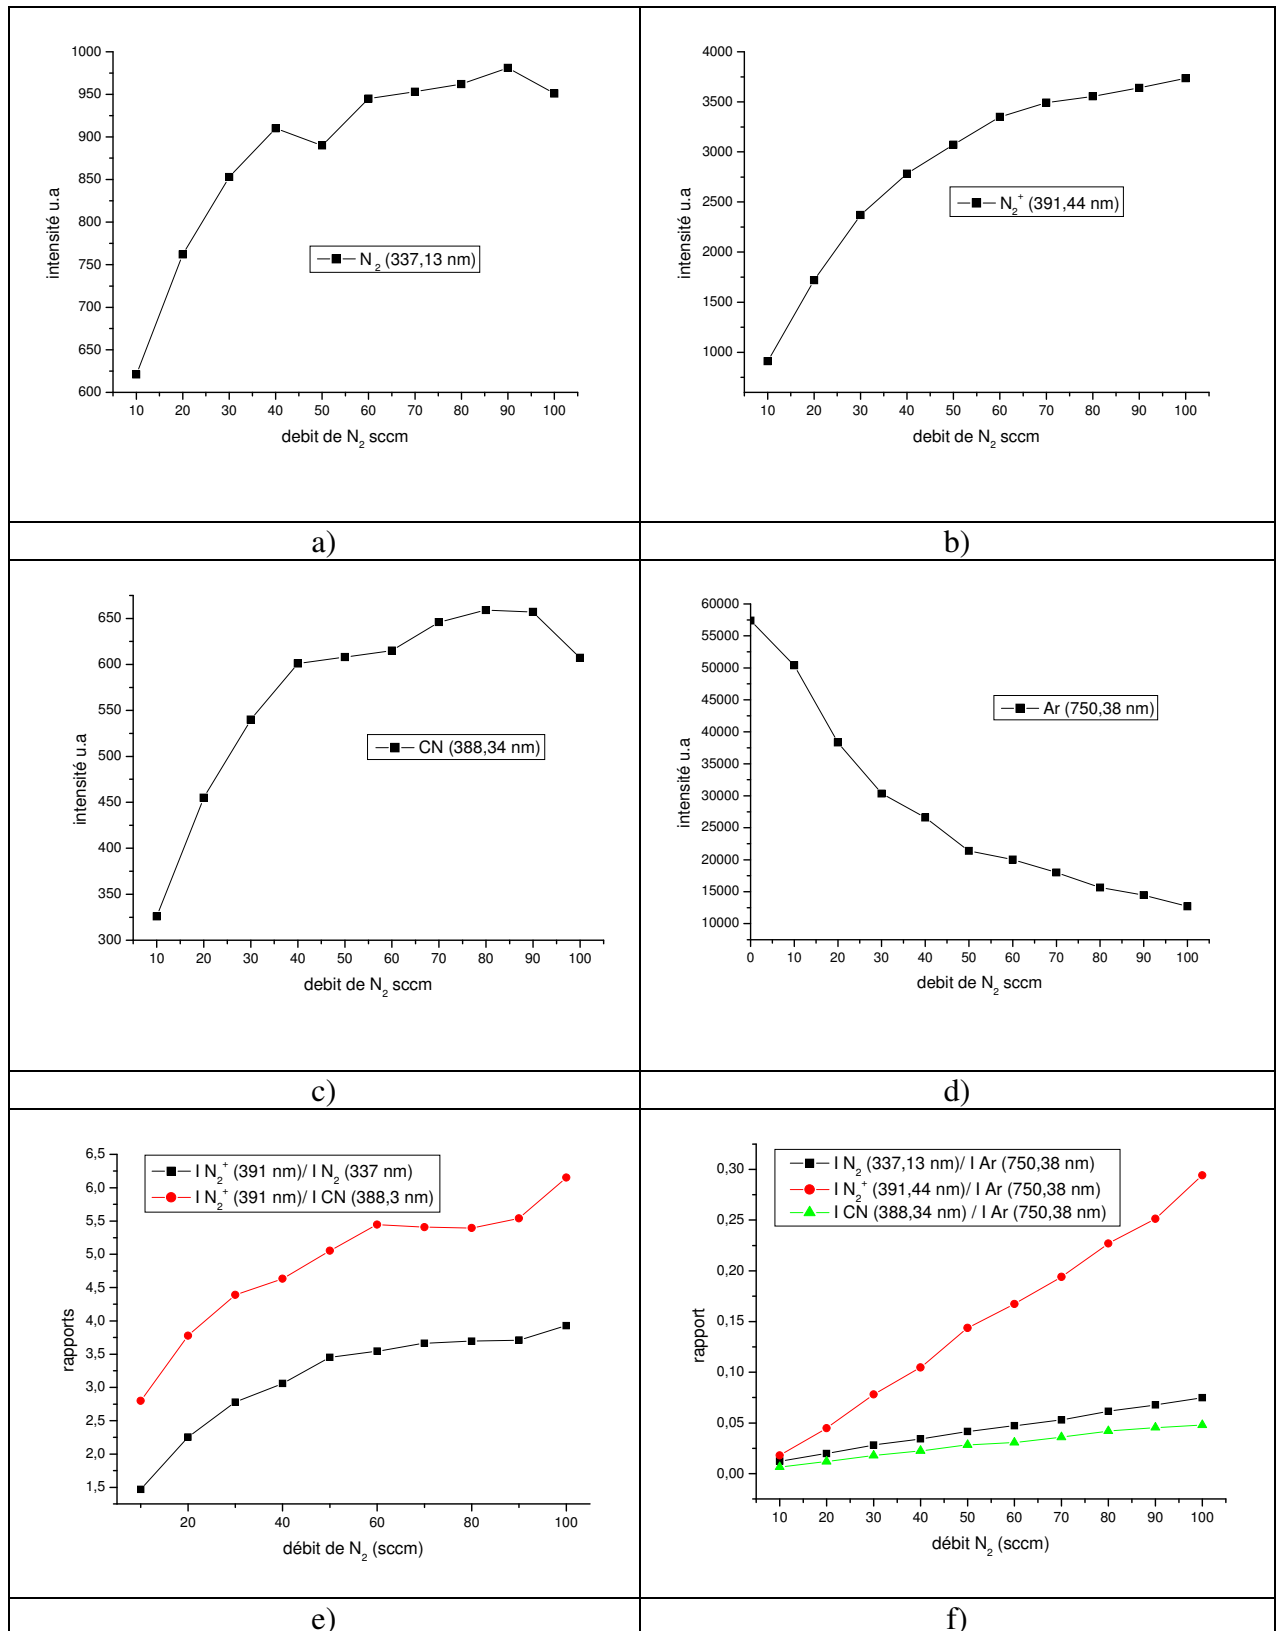 1000
950
900
850
800
750
700
650
600
intensité u.a
N2 (337,13 nm)
10 20 30 40 50 60 70 80 90 100
debit de N2 sccm
a)
4000
3500
3000
2500
2000
1500
1000
intensité u.a
N2+ (391,44 nm)
10 20 30 40 50 60 70 80 90 100
debit de N2 sccm
b)
650
600
550
500
450
400
350
300
intensité u.a
CN (388,34 nm)
10 20 30 40 50 60 70 80 90 100
debit de N2 sccm
c)
60000
55000
50000
45000
40000
35000
30000
25000
20000
15000
10000
intensité u.a
Ar (750,38 nm)
0 10 20 30 40 50 60 70 80 90 100
debit de N2 sccm
d)
6,5
6,0
5,5
5,0
4,5
4,0
3,5
3,0
2,5
2,0
1,5
rapports
I N2+ (391 nm)/ I N2 (337 nm)
I N2+ (391 nm)/ I CN (388,3 nm)
20 40 60 80 100
débit de N2 (sccm)
e)
0,30
0,25
0,20
0,15
0,10
0,05
0,00
rapport
I N2 (337,13 nm)/ I Ar (750,38 nm)
I N2+ (391,44 nm)/ I Ar (750,38 nm)
I CN (388,34 nm) / I Ar (750,38 nm)
10 20 30 40 50 60 70 80 90 100
débit N2 (sccm)
f)